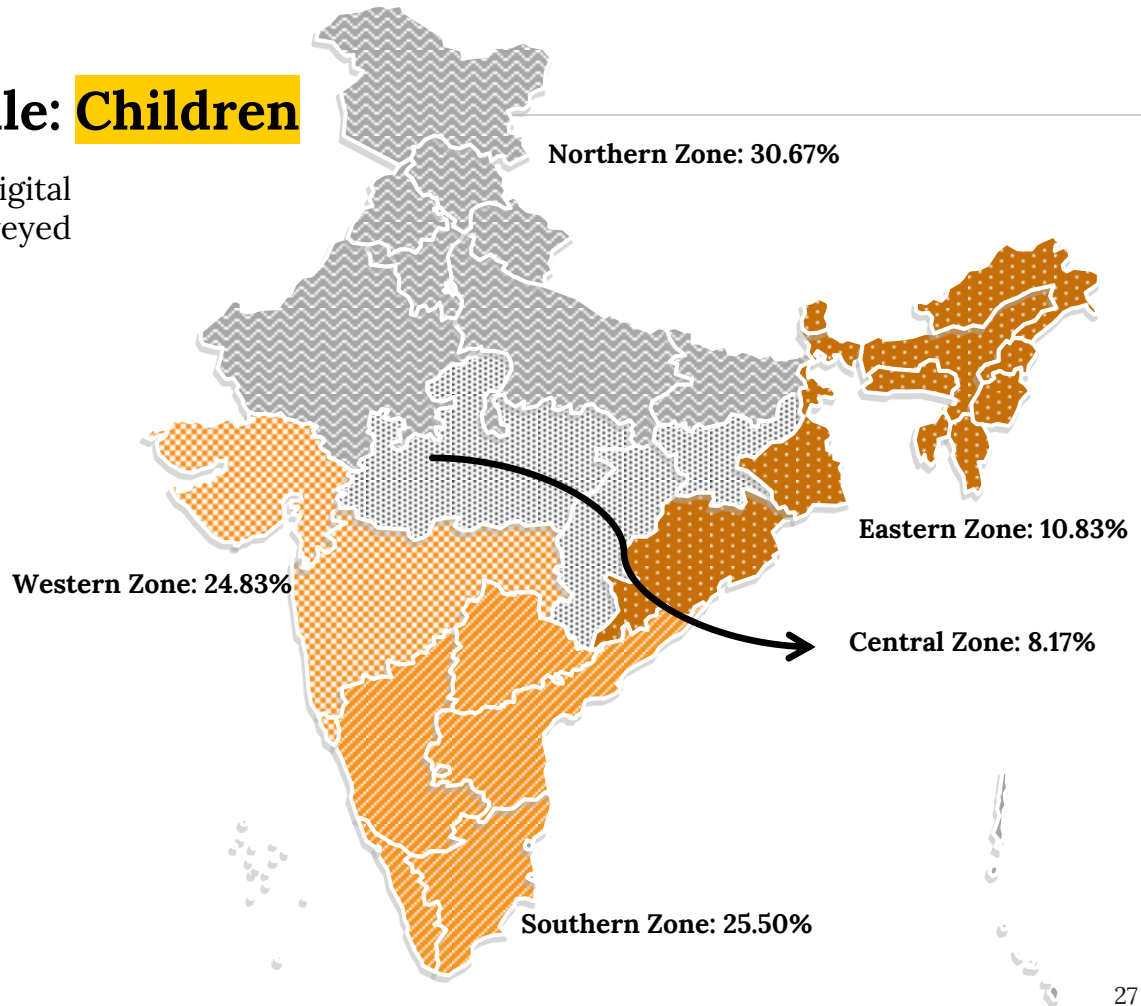 le: Children
igital
eyed
Northern Zone: 30.67%
Eastern Zone: 10.83%
Western Zone: 24.83%
Central Zone: 8.17%
Southern Zone: 25.50%
27